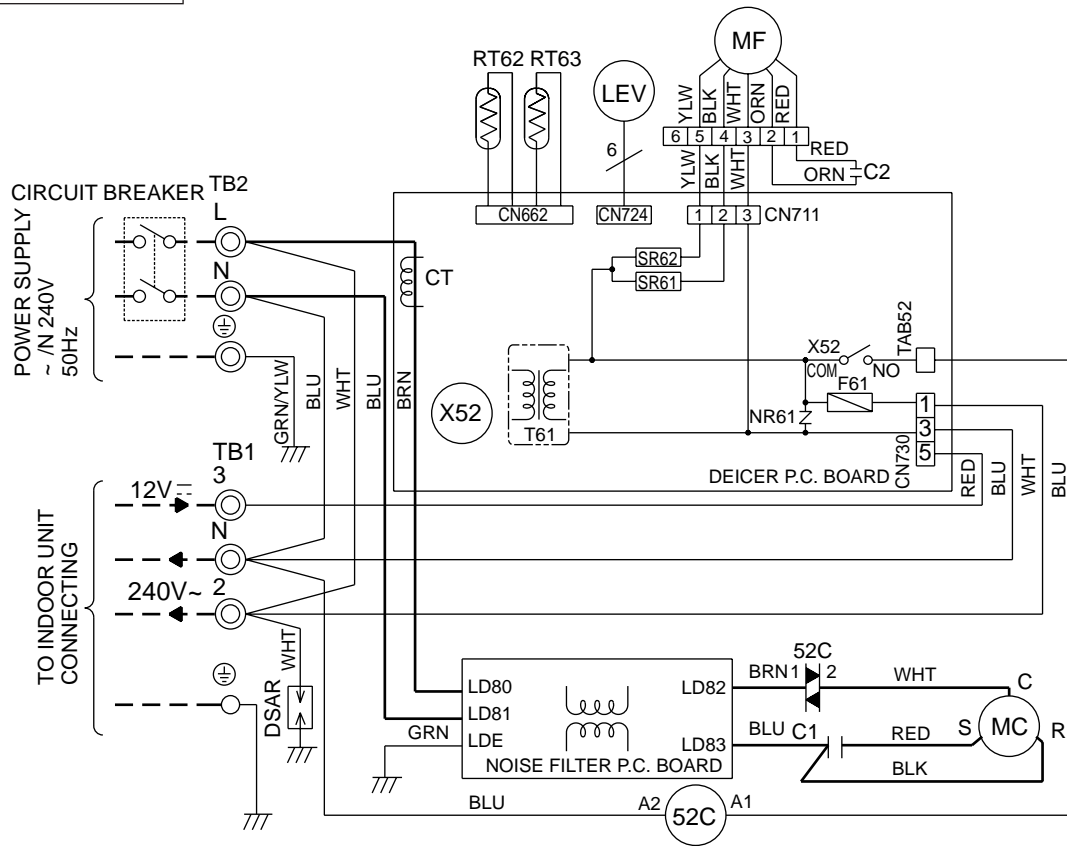 MF
RT62 RT63
LEV
YLW
BLK
WHT
ORN
RED
6 5 4 3 2 1
6
RED
ORN
C2
YLW
BLK
WHT
CIRCUIT BREAKER
TB2
L
N
POWER SUPPLY
~ /N 240V
50Hz
CN662
CN724
1 2 3
CN711
SR62
SR61
CT
X52
T61
X52
COM
NO
TAB52
F61
NR61
1
3
5
CN730
DEICER P.C. BOARD
GRN/YLW
BLU
WHT
BLU
BRN
RED
BLU
WHT
BLU
TB1
3
12V
N
240V~
2
TO INDOOR UNIT
CONNECTING
WHT
DSAR
LD80
LD81
LDE
GRN
LD82
LD83
NOISE FILTER P.C. BOARD
52C
BRN 1 2
WHT
C
BLU C1
RED
S
MC
R
BLK
BLU
A2
52C
A1